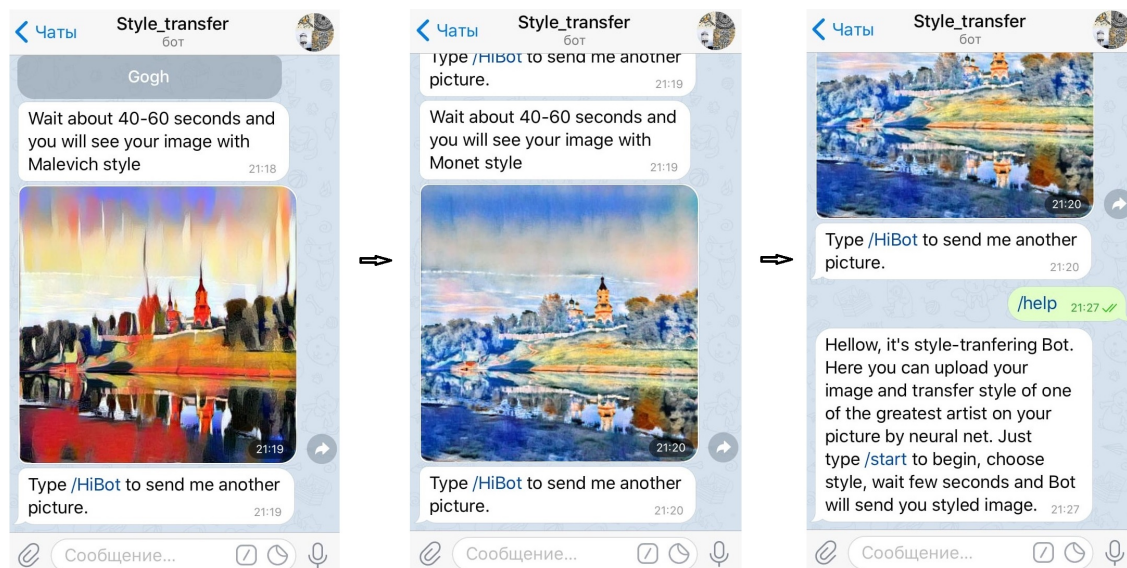 Чаты
Style_transfer
бот
Gogh
Wait about 40-60 seconds and
you will see your image with
Malevich style
21:18
21:19
Type /HiBot to send me another
picture.
21:19
Сообщение...
Чаты
Style_transfer
бот
Type /HiBot to send me another
picture.
21:19
Wait about 40-60 seconds and
you will see your image with
Monet style
21:19
21:20
Type /HiBot to send me another
picture.
21:20
Сообщение...
Чаты
Style_transfer
бот
21:20
Type /HiBot to send me another
picture.
21:20
/help 21:27
Hellow, it's style-tranfering Bot.
Here you can upload your
image and transfer style of one
of the greatest artist on your
picture by neural net. Just
type /start to begin, choose
style, wait few seconds and Bot
will send you styled image. 21:27
Сообщение...